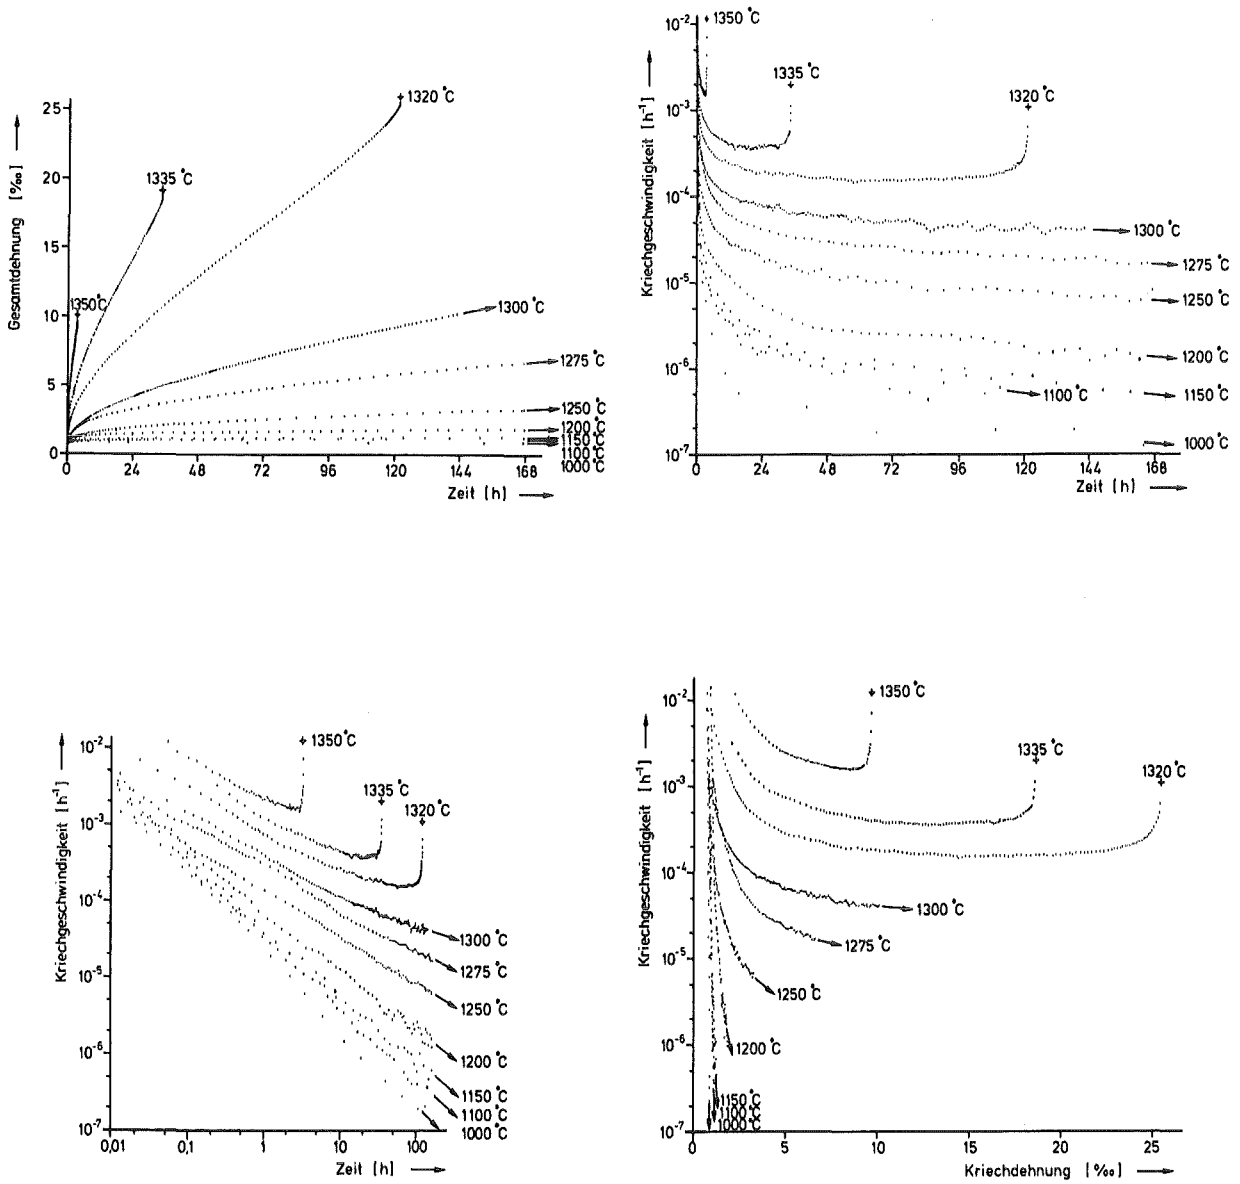 Gesamtdehnung [‰]
25
20
15
10
5
0
1320 °C
1335 °C
1350°C
1300 °C
1275 °C
1250 °C
1200 °C
1150 °C
1100 °C
1000 °C
0 24 48 72 96 120 144 168
Zeit [h]
Kriechgeschwindigkeit [h⁻¹]
10⁻²
10⁻³
10⁻⁴
10⁻⁵
10⁻⁶
10⁻⁷
1350 °C
1335 °C
1320 °C
1300 °C
1275 °C
1250 °C
1200 °C
1100 °C
1150 °C
1000 °C
0 24 48 72 96 120 144 168
Zeit [h]
Kriechgeschwindigkeit [h⁻¹]
10⁻²
10⁻³
10⁻⁴
10⁻⁵
10⁻⁶
10⁻⁷
1350 °C
1335 °C
1320 °C
1300 °C
1275 °C
1250 °C
1200 °C
1150 °C
1100 °C
1000 °C
0,01 0,1 1 10 100
Zeit [h]
Kriechgeschwindigkeit [h⁻¹]
10⁻²
10⁻³
10⁻⁴
10⁻⁵
10⁻⁶
10⁻⁷
1350 °C
1335 °C
1320 °C
1300 °C
1275 °C
1250 °C
1200 °C
1150 °C
1100 °C
1000 °C
0 5 10 15 20 25
Kriechdehnung [‰]